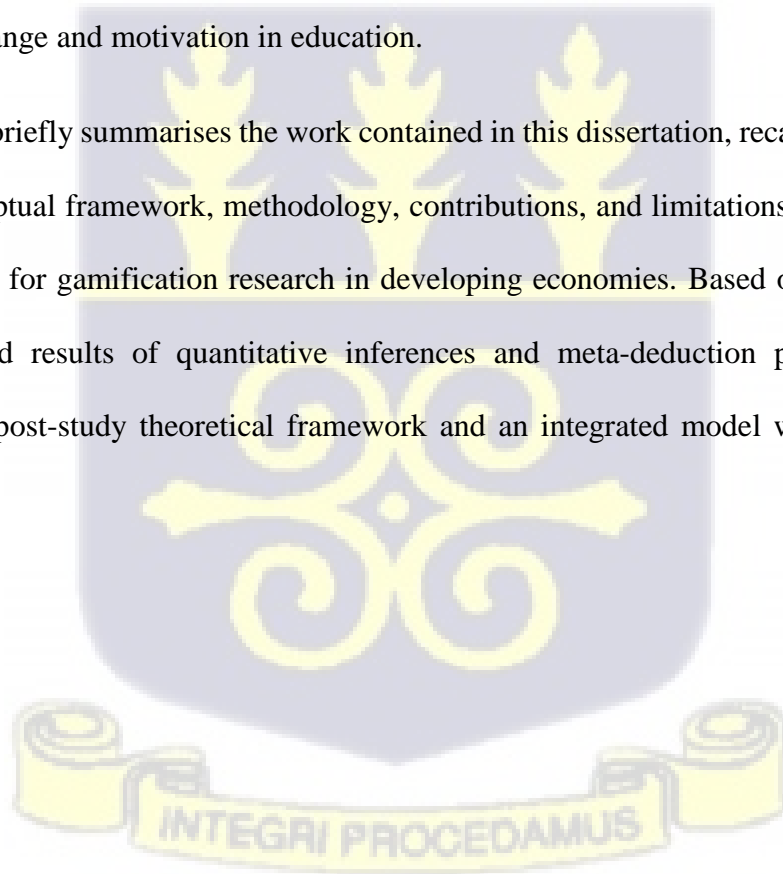 ange and motivation in education.
briefly summarises the work contained in this dissertation, reca
ptual framework, methodology, contributions, and limitations
for gamification research in developing economies. Based o
d results of quantitative inferences and meta-deduction p
post-study theoretical framework and an integrated model w
INTEGRI PROCEDAMUS